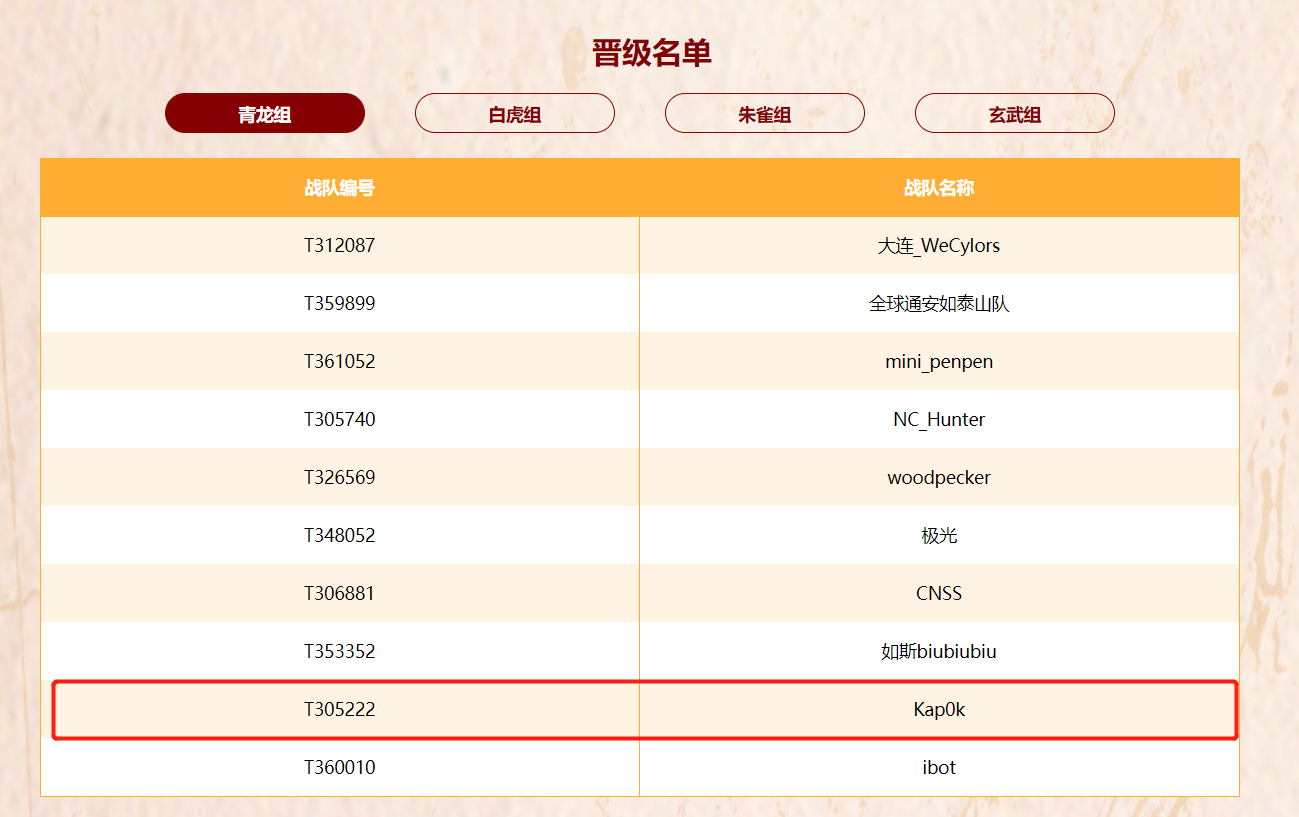 晋级名单
青龙组 白虎组 朱雀组 玄武组
战队编号 战队名称
T312087 大连_WeCylors
T359899 全球通安如泰山队
T361052 mini_penpen
T305740 NC_Hunter
T326569 woodpecker
T348052 极光
T306881 CNSS
T353352 如斯biubiubiu
T305222 Kap0k
T360010 ibot